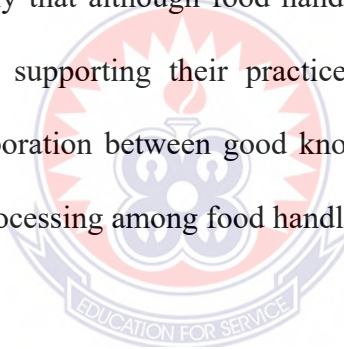 y that although food hand
supporting their practice
oration between good kno
ocessing among food handl
EDUCATION FOR SERVICE